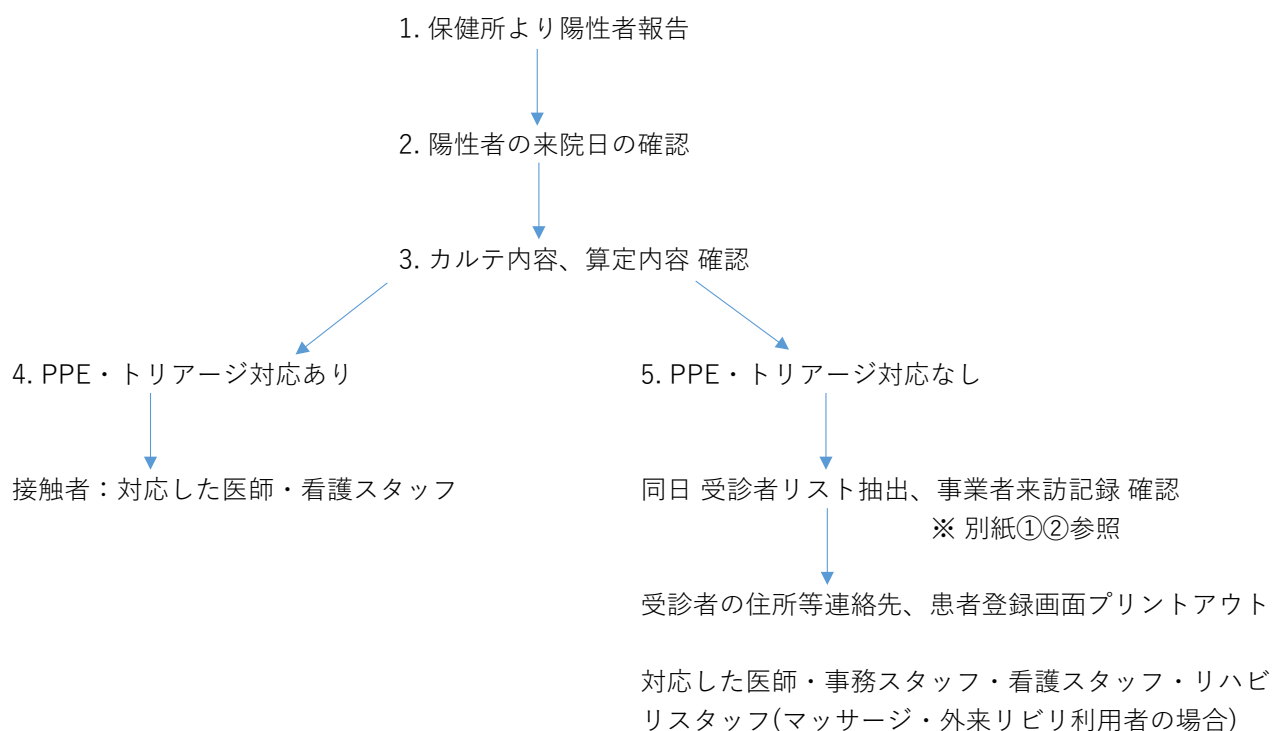 1. 保健所より陽性者報告
2. 陽性者の来院日の確認
3. カルテ内容、算定内容 確認
4. PPE・トリアージ対応あり
5. PPE・トリアージ対応なし
接触者：対応した医師・看護スタッフ
同日 受診者リスト抽出、事業者来訪記録 確認
※ 別紙①②参照
受診者の住所等連絡先、患者登録画面プリントアウト
対応した医師・事務スタッフ・看護スタッフ・リハビ
リスタッフ(マッサージ・外来リビリ利用者の場合)